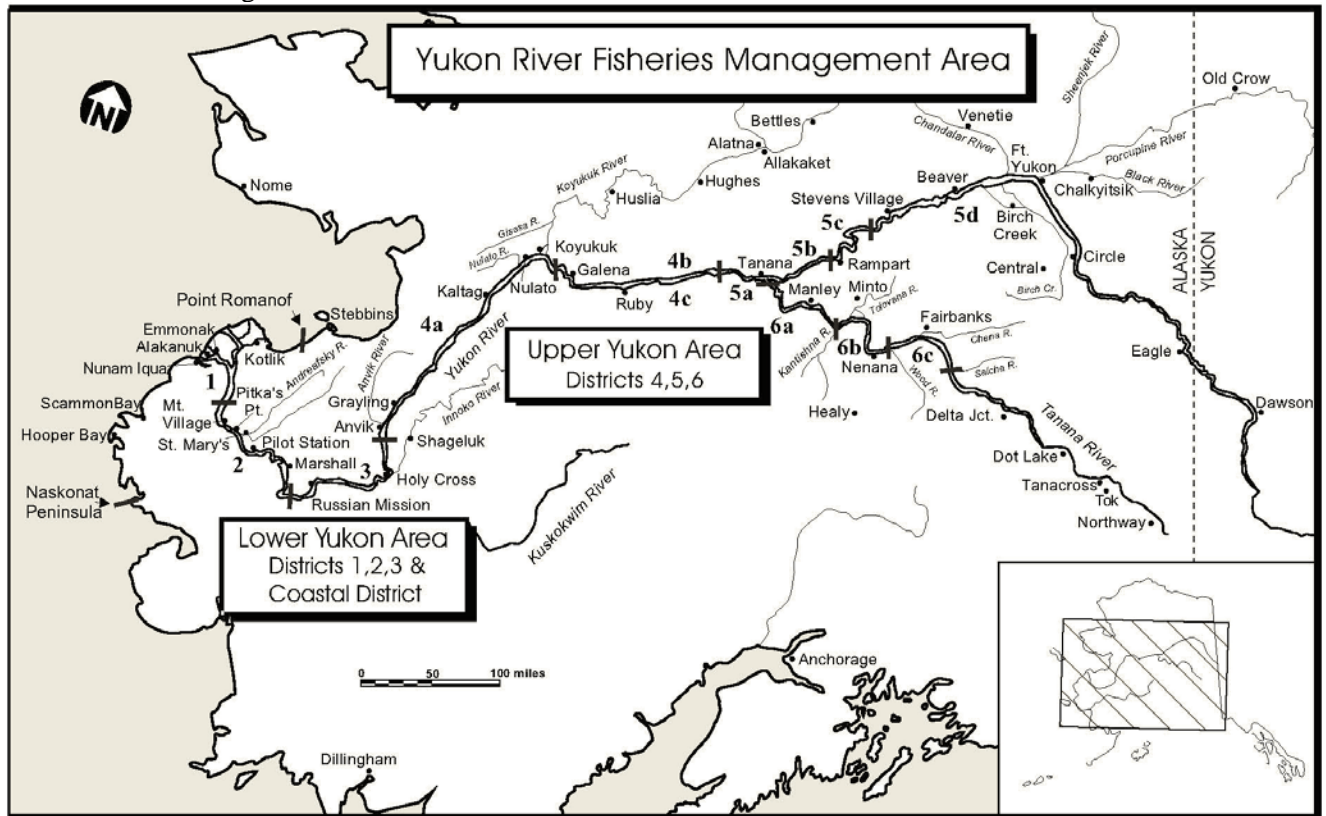 Yukon River Fisheries Management Area
N
Sheenjek River
Old Crow
Venetie
Bettles
Chandalar River
Ft.
Yukon
Porcupine River
Alatna
Allakaket
Black River
Chalkyitsik
Beaver
Hughes
Koyukuk River
Huslia
Nome
Stevens Village
5d
Birch
Creek
5c
Gisasa R.
Nulato R.
Koyukuk
5b
Rampart
Circle
Central
Birch Cr.
ALASKA
YUKON
Galena
4b
Tanana
Nulato
4c
Ruby
5a
Manley
Minto
Tolovana R.
Kaltag
6a
Point Romanof
Stebbins
4a
Yukon River
Fairbanks
Chena R.
Emmonak
Alakanuk
Kotlik
Nunam Iqua
1
Andreafsky R.
Anvik River
Kantishna R.
6b
6c
Nenana
Wood R.
Salcha R.
Eagle
Upper Yukon Area
Districts 4,5,6
Pitka's
Pt.
Innoko River
Grayling
ScammonBay
Mt.
Village
Healy
Delta Jct.
Tanana River
Dawson
Hooper Bay
St. Mary's
Anvik
Shageluk
2
Pilot Station
Marshall
3
Holy Cross
Dot Lake
Tanacross
Tok
Naskonat
Peninsula
Russian Mission
Northway
Kuskokwim River
Lower Yukon Area
Districts 1,2,3 &
Coastal District
Anchorage
0 50 100 miles
Dillingham